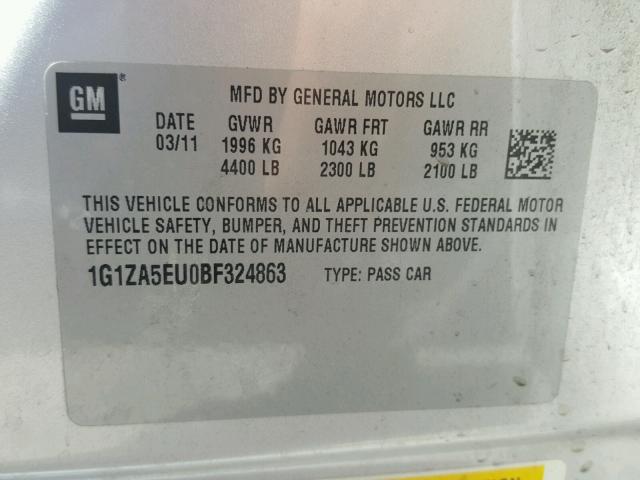 GM
MFD BY GENERAL MOTORS LLC
DATE GVWR GAWR FRT GAWR RR
03/11 1996 KG 1043 KG 953 KG
4400 LB 2300 LB 2100 LB
THIS VEHICLE CONFORMS TO ALL APPLICABLE U.S. FEDERAL MOTOR
VEHICLE SAFETY, BUMPER, AND THEFT PREVENTION STANDARDS IN
EFFECT ON THE DATE OF MANUFACTURE SHOWN ABOVE.
1G1ZA5EU0BF324863 TYPE: PASS CAR